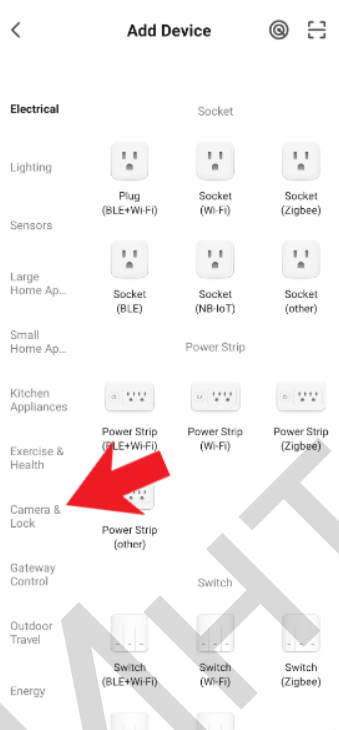 Add Device
Electrical
Lighting
Sensors
Large
Home Ap...
Small
Home Ap...
Kitchen
Appliances
Exercise &
Health
Camera &
Lock
Gateway
Control
Outdoor
Travel
Energy
Socket
Plug
(BLE+Wi-Fi)
Socket
(Wi-Fi)
Socket
(Zigbee)
Socket
(BLE)
Socket
(NB-IoT)
Socket
(other)
Power Strip
Power Strip
(BLE+Wi-Fi)
Power Strip
(Wi-Fi)
Power Strip
(Zigbee)
Power Strip
(other)
Switch
Switch
(BLE+Wi-Fi)
Switch
(Wi-Fi)
Switch
(Zigbee)